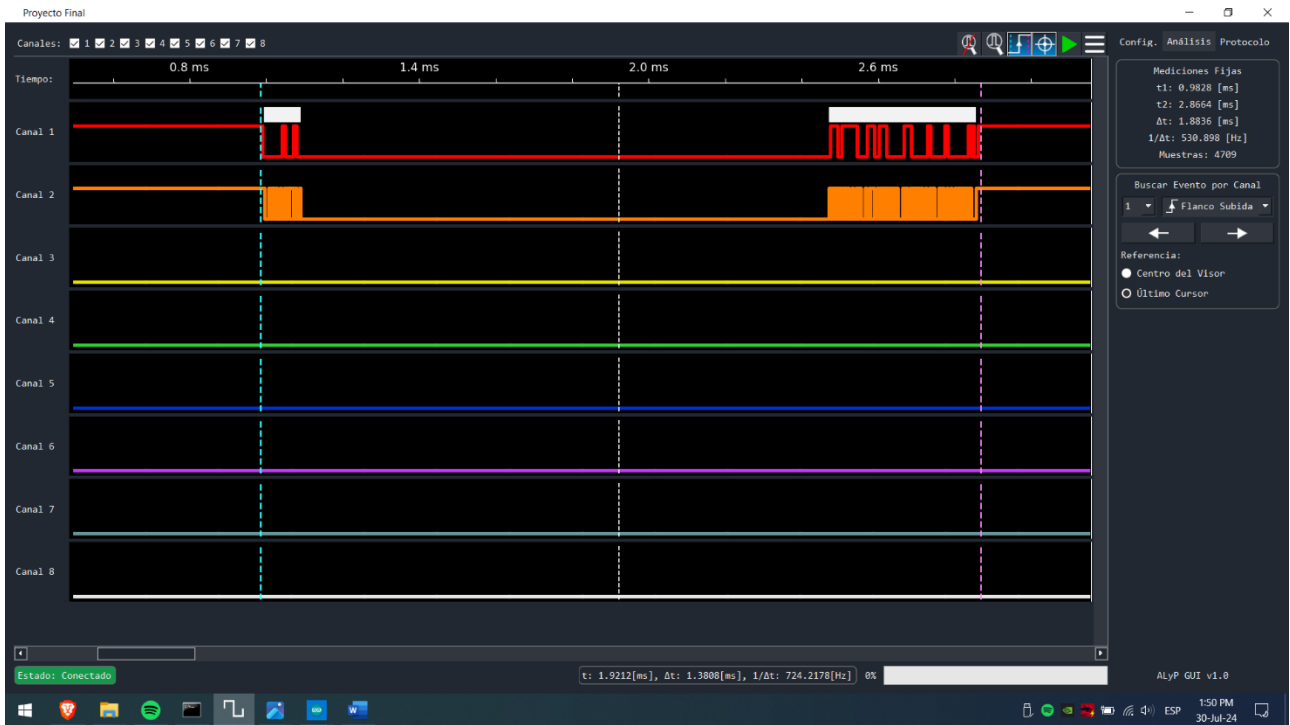 Proyecto Final
Canales: 1 2 3 4 5 6 7 8
Config. Análisis Protocolo
Tiempo: 0.8 ms 1.4 ms 2.0 ms 2.6 ms
Mediciones Fijas
t1: 0.9828 [ms]
t2: 2.8664 [ms]
Δt: 1.8836 [ms]
1/Δt: 530.898 [Hz]
Muestras: 4709
Buscar Evento por Canal
1 Flanco Subida
Referencia:
Centro del Visor
Último Cursor
Canal 1
Canal 2
Canal 3
Canal 4
Canal 5
Canal 6
Canal 7
Canal 8
Estado: Conectado
t: 1.9212[ms], Δt: 1.3808[ms], 1/Δt: 724.2178[Hz]
0%
ALyP GUI v1.0
ESP
1:50 PM
30-Jul-24